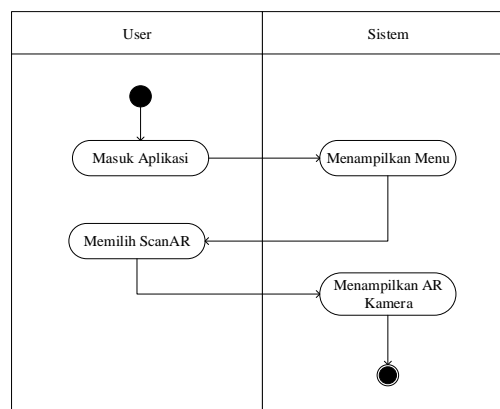 User
Sistem
Masuk Aplikasi
Menampilkan Menu
Memilih ScanAR
Menampilkan AR
Kamera